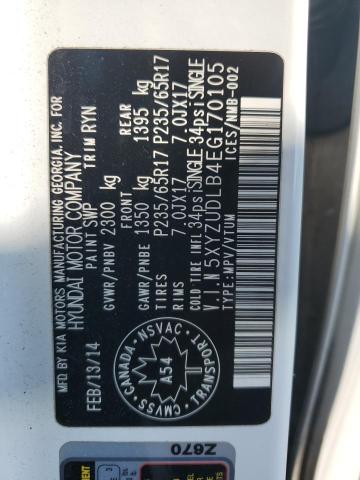 MFD BY KIA MOTORS MANUFACTURING GEORGIA, INC. FOR
HYUNDAI MOTOR COMPANY
FEB/13/14 PAINT SWP TRIM RYN
GVWR/PNBV 2300 kg
FRONT REAR
GAWR/PNBE 1350 kg 1395 kg
TIRES P235/65R17 P235/65R17
RIMS 7.0JX17 7.0JX17
COLD TIRE INFL 34psi SINGLE 34psi SINGLE
V.I.N 5XYZUDLB4EG170105
TYPE:MPV/VTUM ICES/NMB-002
CANADA
NSVAC
A54
CMVSS
TRANSPORT
Z670